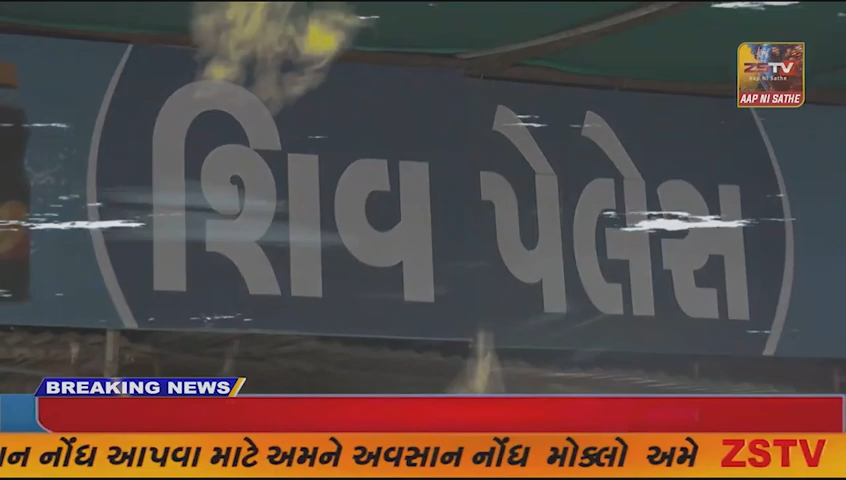 ZSTV
Aap Ni Sathe
AAP NI SATHE
શિવ પેલેસ
BREAKING NEWS
ન નોંધ આપવા માટે અમને અવસાન નોંધ મોકલો અમે
ZSTV